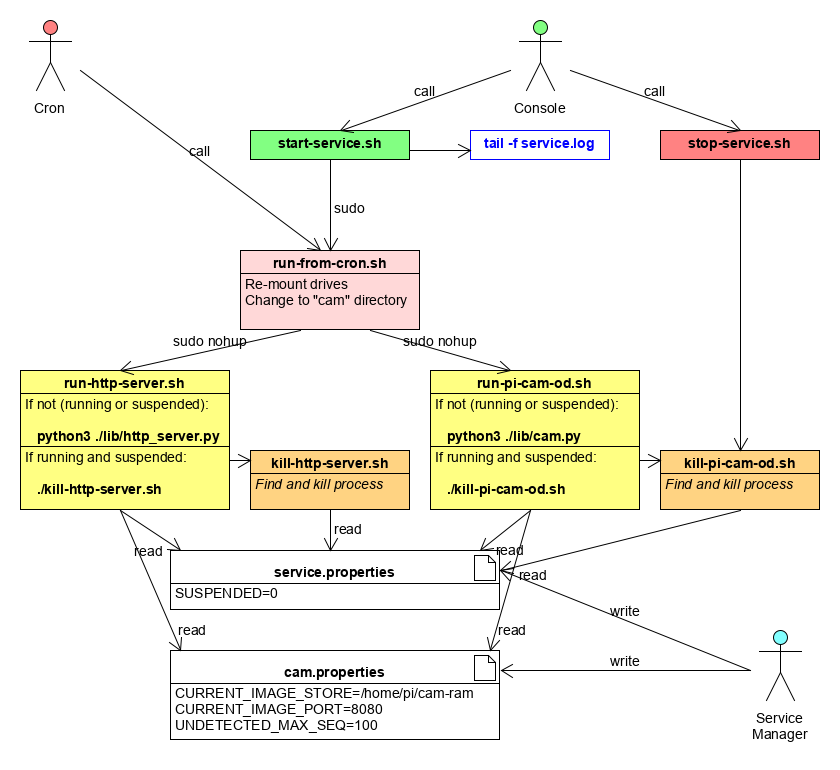 Cron
Console
call
call
start-service.sh
tail -f service.log
stop-service.sh
call
sudo
run-from-cron.sh
Re-mount drives
Change to "cam" directory
sudo nohup
sudo nohup
run-http-server.sh
If not (running or suspended):
python3 ./lib/http_server.py
If running and suspended:
./kill-http-server.sh
kill-http-server.sh
Find and kill process
run-pi-cam-od.sh
If not (running or suspended):
python3 ./lib/cam.py
If running and suspended:
./kill-pi-cam-od.sh
kill-pi-cam-od.sh
Find and kill process
read
read
read
read
service.properties
SUSPENDED=0
write
read
read
write
cam.properties
CURRENT_IMAGE_STORE=/home/pi/cam-ram
CURRENT_IMAGE_PORT=8080
UNDETECTED_MAX_SEQ=100
Service
Manager